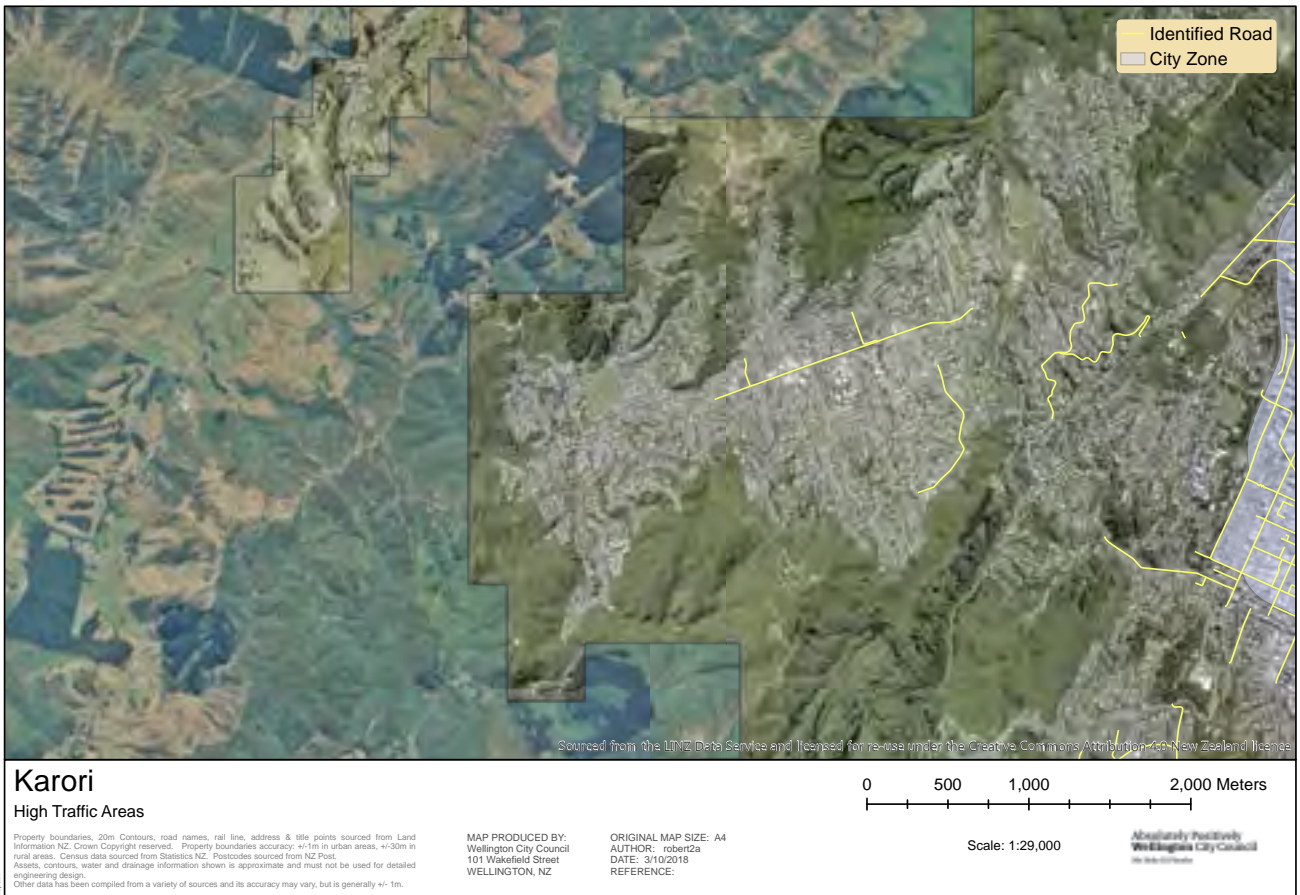 Identified Road
City Zone
Sourced from the LINZ Data Service and licensed for re-use under the Creative Commons Attribution 4.0 New Zealand licence
Karori
High Traffic Areas
Property boundaries, 20m Contours, road names, rail line, address & title points sourced from Land
Information NZ. Crown Copyright reserved. Property boundaries accuracy: +/-1m in urban areas, +/-30m in
rural areas. Census data sourced from Statistics NZ. Postcodes sourced from NZ Post.
Assets, contours, water and drainage information shown is approximate and must not be used for detailed
engineering design.
Other data has been compiled from a variety of sources and its accuracy may vary, but is generally +/- 1m.
MAP PRODUCED BY:
Wellington City Council
101 Wakefield Street
WELLINGTON, NZ
ORIGINAL MAP SIZE: A4
AUTHOR: robert2a
DATE: 3/10/2018
REFERENCE:
0 500 1,000 2,000 Meters
Scale: 1:29,000
Absolutely Positively
Wellington City Council